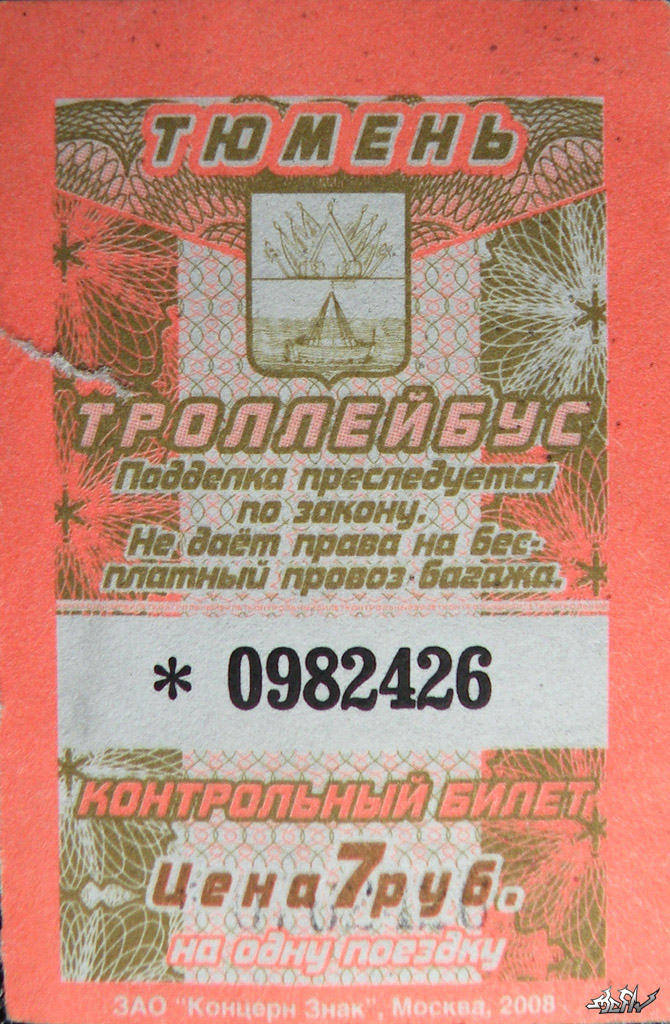 ТЮМЕНЬ
ТРОЛЛЕЙБУС
Подделка преследуется
по закону.
Не даёт права на бес-
платный провоз багажа.
* 0982426
КОНТРОЛЬНЫЙ БИЛЕТ
Цена 7 руб.
на одну поездку
ЗАО "Концерн Знак", Москва, 2008